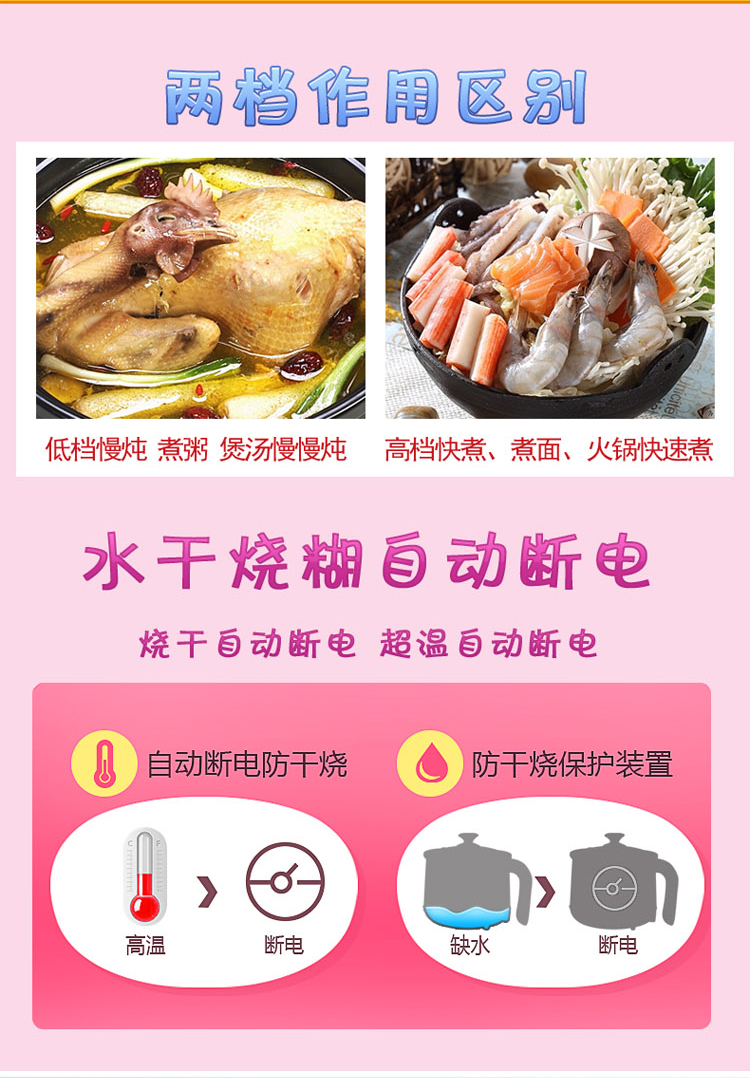 两档作用区别
低档慢炖 煮粥 煲汤慢慢炖
高档快煮、煮面、火锅快速煮
水干烧糊自动断电
烧干自动断电 超温自动断电
自动断电防干烧
防干烧保护装置
C F
高温
断电
缺水
断电